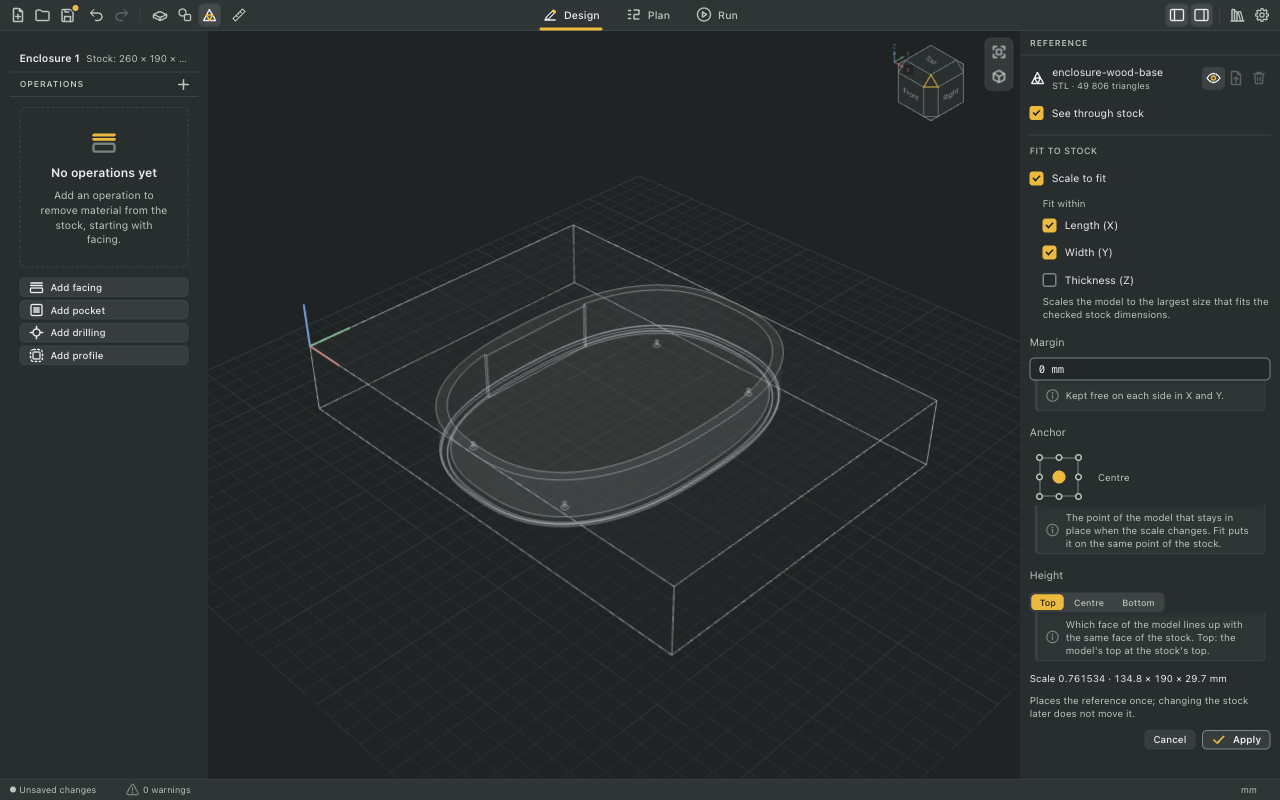 Design
Plan
Run
Enclosure 1 Stock: 260 × 190 × ...
OPERATIONS
No operations yet
Add an operation to
remove material from the
stock, starting with
facing.
Add facing
Add pocket
Add drilling
Add profile
Z
Top
Front
Right
REFERENCE
enclosure-wood-base
STL · 49 806 triangles
See through stock
FIT TO STOCK
Scale to fit
Fit within
Length (X)
Width (Y)
Thickness (Z)
Scales the model to the largest size that fits the
checked stock dimensions.
Margin
0 mm
Kept free on each side in X and Y.
Anchor
Centre
The point of the model that stays in
place when the scale changes. Fit puts
it on the same point of the stock.
Height
Top Centre Bottom
Which face of the model lines up with
the same face of the stock. Top: the
model's top at the stock's top.
Scale 0.761534 · 134.8 × 190 × 29.7 mm
Places the reference once; changing the stock
later does not move it.
Cancel
Apply
Unsaved changes
0 warnings
mm